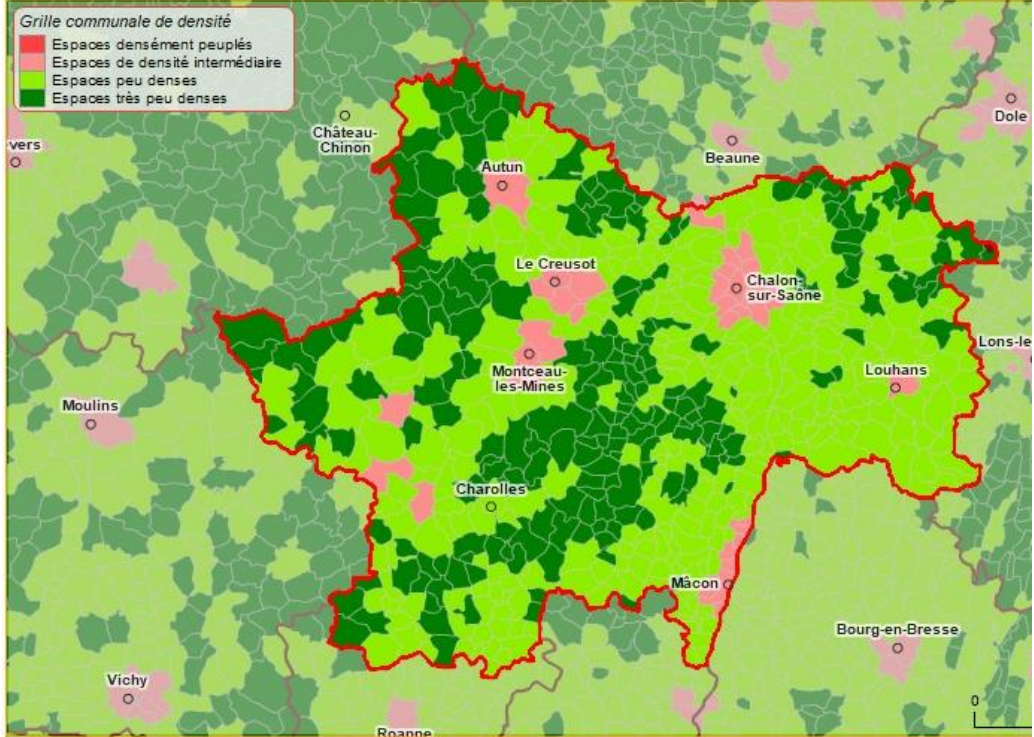 Grille communale de densité
Espaces densément peuplés
Espaces de densité intermédiaire
Espaces peu denses
Espaces très peu denses
Château-
Chinon
Dole
vers
Beaune
Autun
Le Creusot
Chalon-
sur-Saône
Lons-le
Montceau-
les-Mines
Louhans
Moulins
Charolles
Mâcon
Bourg-en-Bresse
Vichy
0
Roanne